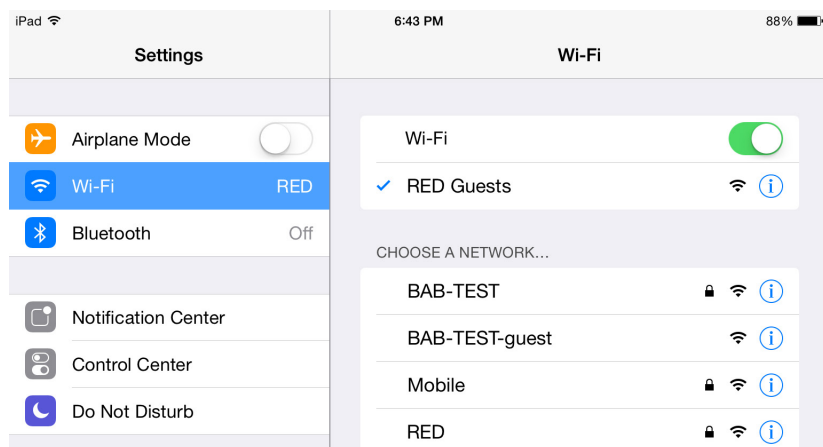 iPad 6:43 PM 88%
Settings
Wi-Fi
Airplane Mode
Wi-Fi RED
Bluetooth Off
Notification Center
Control Center
Do Not Disturb
Wi-Fi
RED Guests
CHOOSE A NETWORK...
BAB-TEST
BAB-TEST-guest
Mobile
RED